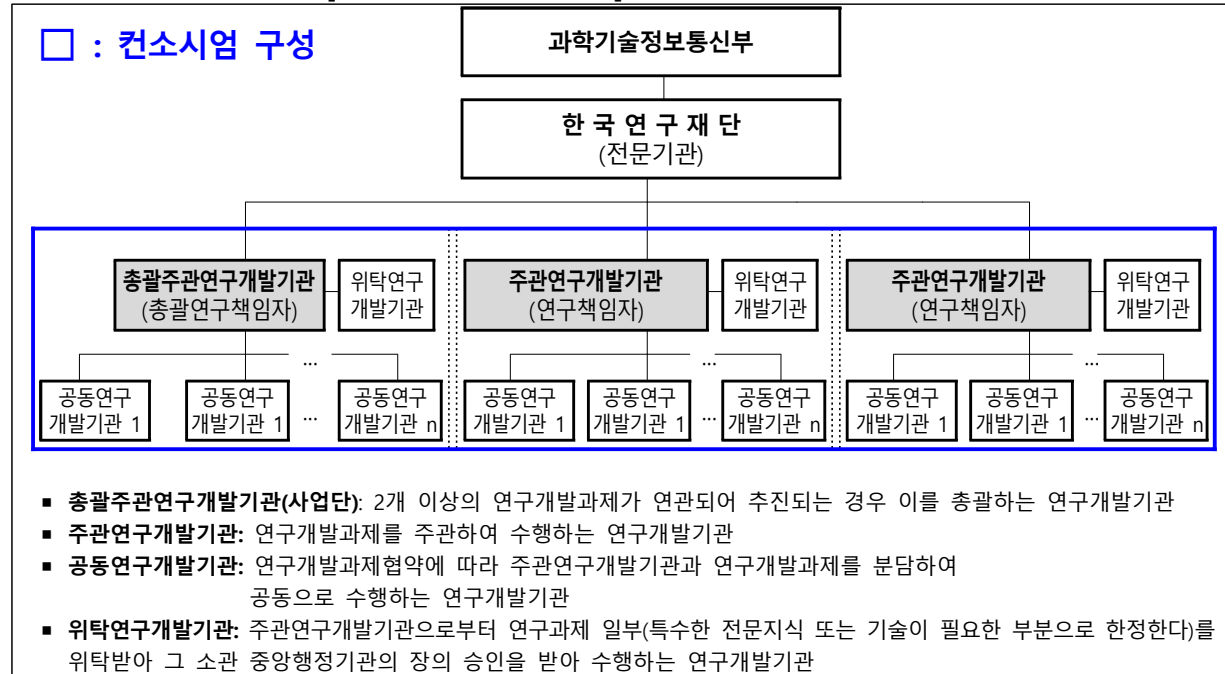 □ : 컨소시엄 구성
과학기술정보통신부
한 국 연 구 재 단
(전문기관)
총괄주관연구개발기관
(총괄연구책임자)
위탁연구
개발기관
주관연구개발기관
(연구책임자)
위탁연구
개발기관
주관연구개발기관
(연구책임자)
위탁연구
개발기관
...
...
...
공동연구
개발기관 1
공동연구
개발기관 1
...
공동연구
개발기관 n
공동연구
개발기관 1
공동연구
개발기관 1
...
공동연구
개발기관 n
공동연구
개발기관 1
공동연구
개발기관 1
...
공동연구
개발기관 n
▪ 총괄주관연구개발기관(사업단): 2개 이상의 연구개발과제가 연관되어 추진되는 경우 이를 총괄하는 연구개발기관
▪ 주관연구개발기관: 연구개발과제를 주관하여 수행하는 연구개발기관
▪ 공동연구개발기관: 연구개발과제협약에 따라 주관연구개발기관과 연구개발과제를 분담하여
공동으로 수행하는 연구개발기관
▪ 위탁연구개발기관: 주관연구개발기관으로부터 연구과제 일부(특수한 전문지식 또는 기술이 필요한 부분으로 한정한다)를
위탁받아 그 소관 중앙행정기관의 장의 승인을 받아 수행하는 연구개발기관